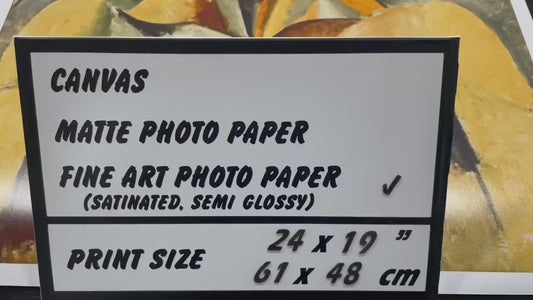 CANVAS
MATTE PHOTO PAPER
FINE ART PHOTO PAPER ✓
(SATINATED, SEMI GLOSSY)
PRINT SIZE
24 x 19 "
61 x 48 cm